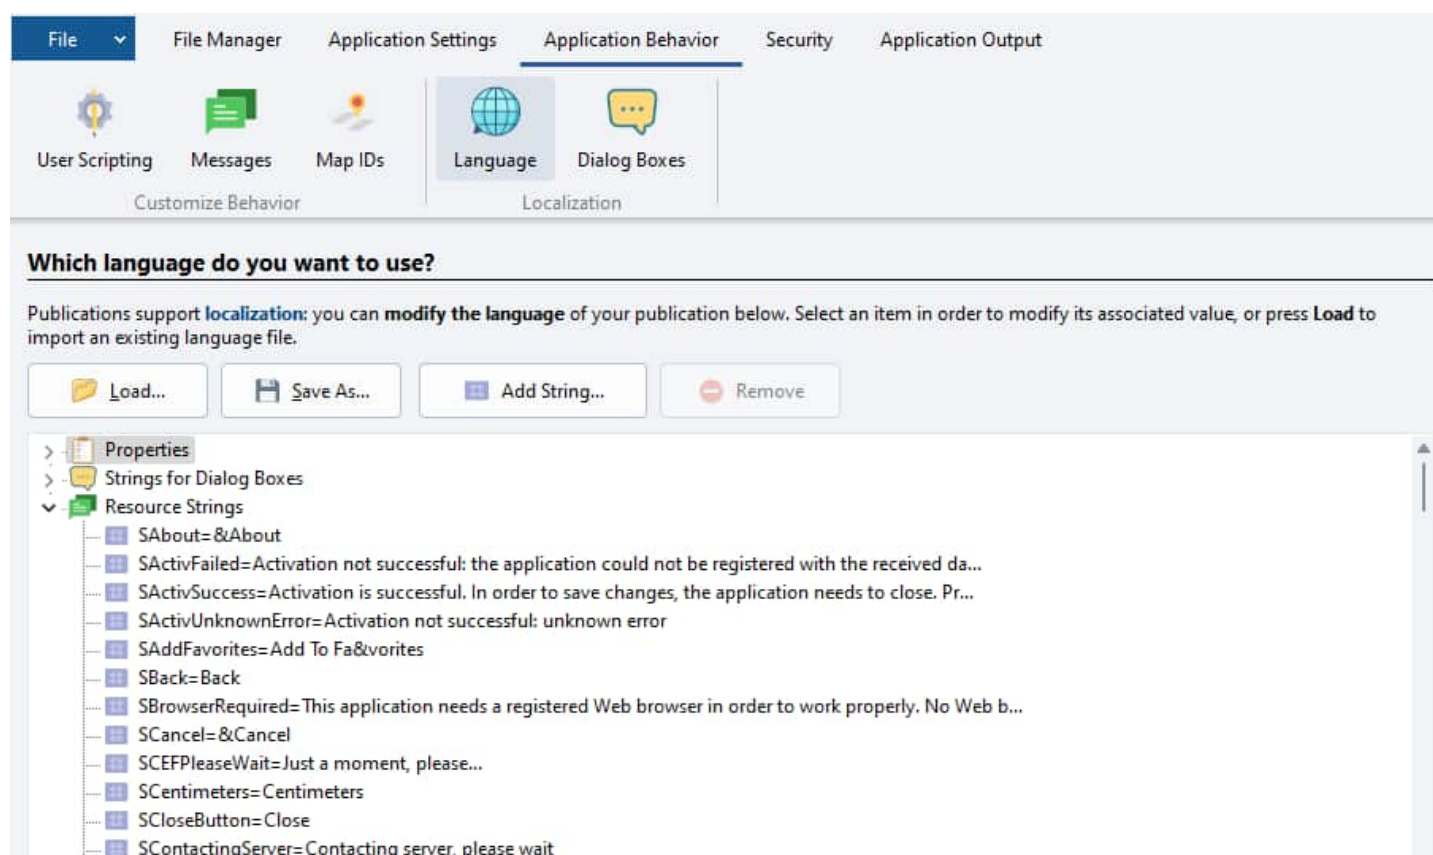 File File Manager Application Settings Application Behavior Security Application Output
User Scripting Messages Map IDs Language Dialog Boxes
Customize Behavior Localization
Which language do you want to use?
Publications support localization: you can modify the language of your publication below. Select an item in order to modify its associated value, or press Load to
import an existing language file.
Load... Save As... Add String... Remove
Properties
Strings for Dialog Boxes
Resource Strings
SAbout=&About
SActivFailed=Activation not successful: the application could not be registered with the received da...
SActivSuccess=Activation is successful. In order to save changes, the application needs to close. Pr...
SActivUnknownError=Activation not successful: unknown error
SAddFavorites=Add To Fa&vorites
SBack=Back
SBrowserRequired=This application needs a registered Web browser in order to work properly. No Web b...
SCancel=&Cancel
SCEFPleaseWait=Just a moment, please...
SCentimeters=Centimeters
SCloseButton=Close
SContactingServer=Contacting server, please wait